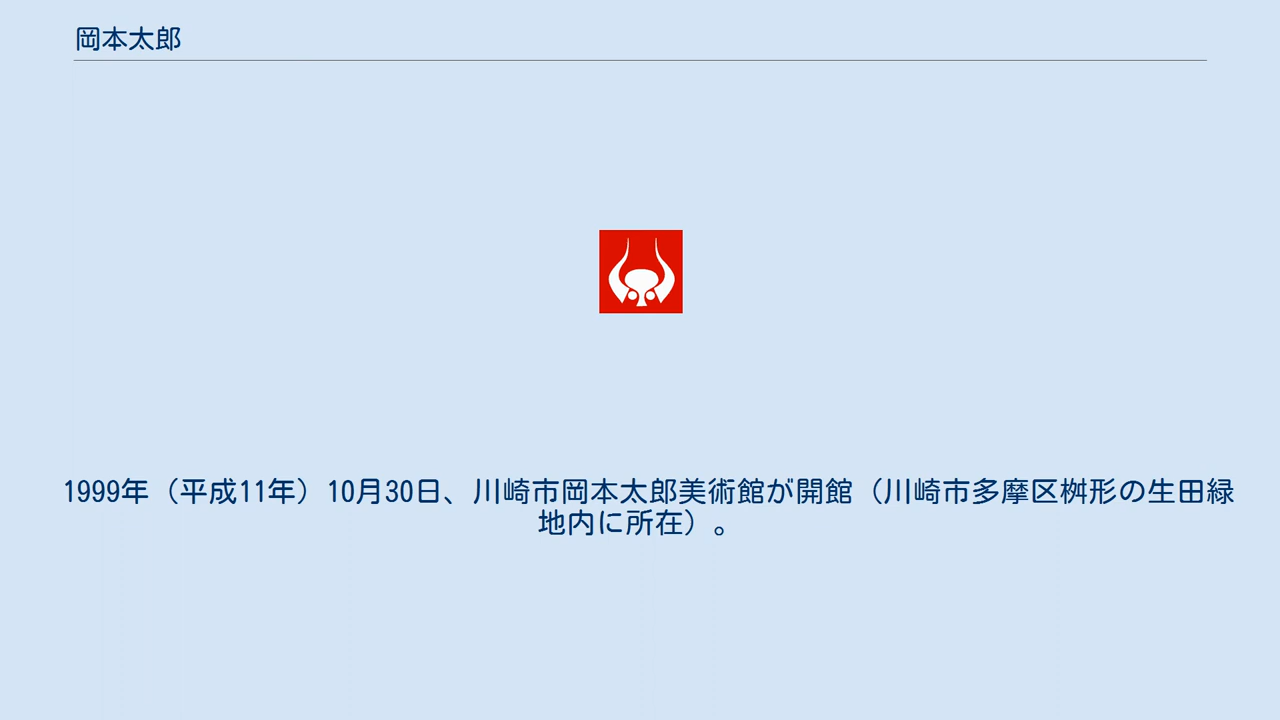 岡本太郎
1999年（平成11年）10月30日、川崎市岡本太郎美術館が開館（川崎市多摩区桝形の生田緑
地内に所在）。